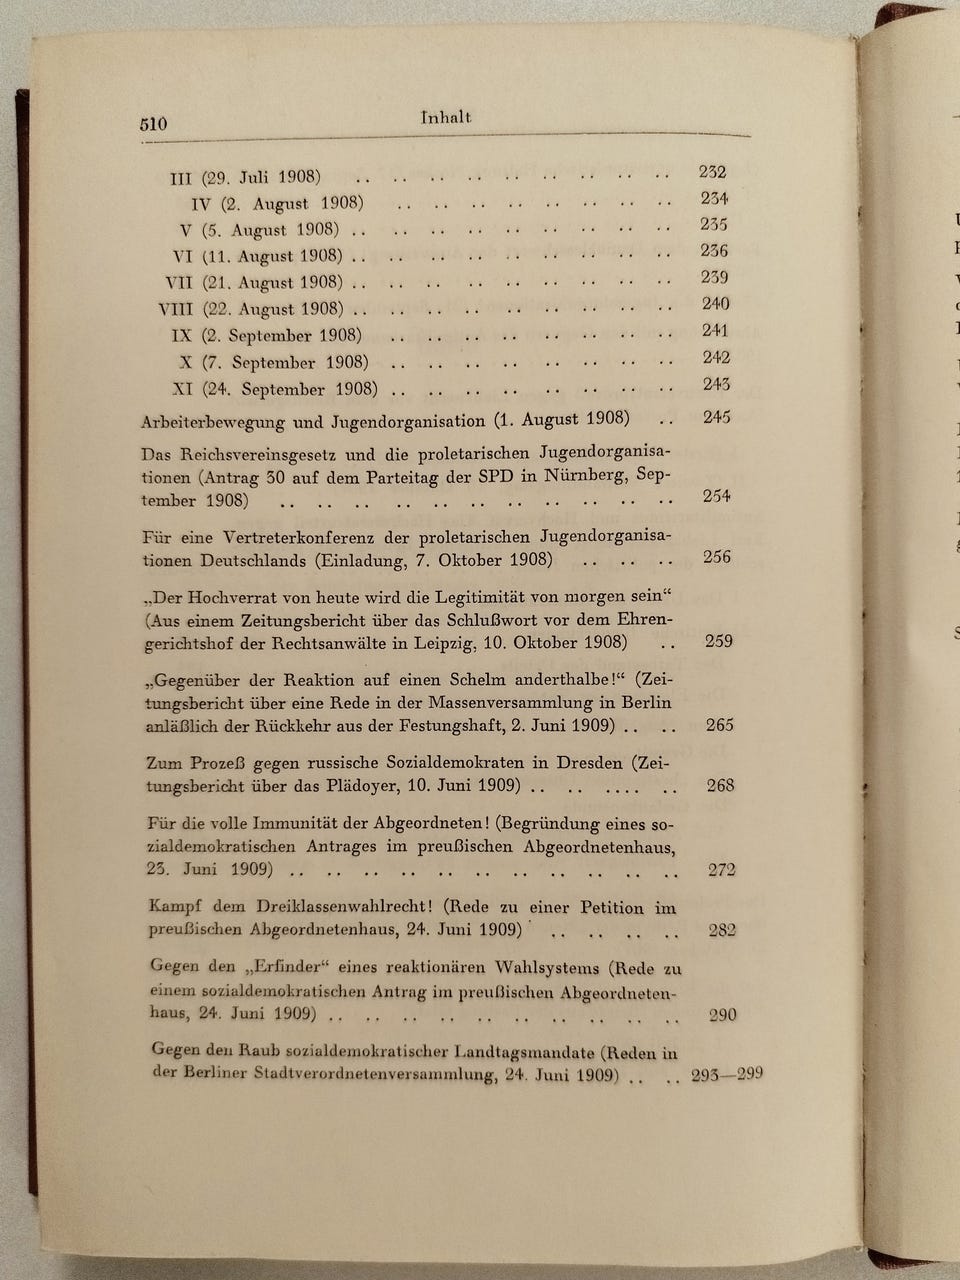 510 Inhalt
III (29. Juli 1908) .. .. .. .. .. .. .. .. .. 232
IV (2. August 1908) .. .. .. .. .. .. .. .. 234
V (5. August 1908) .. .. .. .. .. .. .. .. .. 235
VI (11. August 1908) .. .. .. .. .. .. .. .. .. 236
VII (21. August 1908) .. .. .. .. .. .. .. .. .. 239
VIII (22. August 1908) .. .. .. .. .. .. .. .. .. 240
IX (2. September 1908) .. .. .. .. .. .. .. .. 241
X (7. September 1908) .. .. .. .. .. .. .. .. 242
XI (24. September 1908) .. .. .. .. .. .. .. .. 243
Arbeiterbewegung und Jugendorganisation (1. August 1908) .. 245
Das Reichsvereinsgesetz und die proletarischen Jugendorganisa-
tionen (Antrag 30 auf dem Parteitag der SPD in Nürnberg, Sep-
tember 1908) .. .. .. .. .. .. .. .. .. .. .. 254
Für eine Vertreterkonferenz der proletarischen Jugendorganisa-
tionen Deutschlands (Einladung, 7. Oktober 1908) .. .. .. 256
„Der Hochverrat von heute wird die Legitimität von morgen sein“
(Aus einem Zeitungsbericht über das Schlußwort vor dem Ehren-
gerichtshof der Rechtsanwälte in Leipzig, 10. Oktober 1908) .. 259
„Gegenüber der Reaktion auf einen Schelm anderthalbe!“ (Zei-
tungsbericht über eine Rede in der Massenversammlung in Berlin
anläßlich der Rückkehr aus der Festungshaft, 2. Juni 1909) .. .. 265
Zum Prozeß gegen russische Sozialdemokraten in Dresden (Zei-
tungsbericht über das Plädoyer, 10. Juni 1909) .. .. .... .. 268
Für die volle Immunität der Abgeordneten! (Begründung eines so-
zialdemokratischen Antrages im preußischen Abgeordnetenhaus,
23. Juni 1909) .. .. .. .. .. .. .. .. .. .. .. 272
Kampf dem Dreiklassenwahlrecht! (Rede zu einer Petition im
preußischen Abgeordnetenhaus, 24. Juni 1909) .. .. .. .. 282
Gegen den „Erfinder“ eines reaktionären Wahlsystems (Rede zu
einem sozialdemokratischen Antrag im preußischen Abgeordneten-
haus, 24. Juni 1909) .. .. .. .. .. .. .. .. .. .. 290
Gegen den Raub sozialdemokratischer Landtagsmandate (Reden in
der Berliner Stadtverordnetenversammlung, 24. Juni 1909) .. .. 293—299